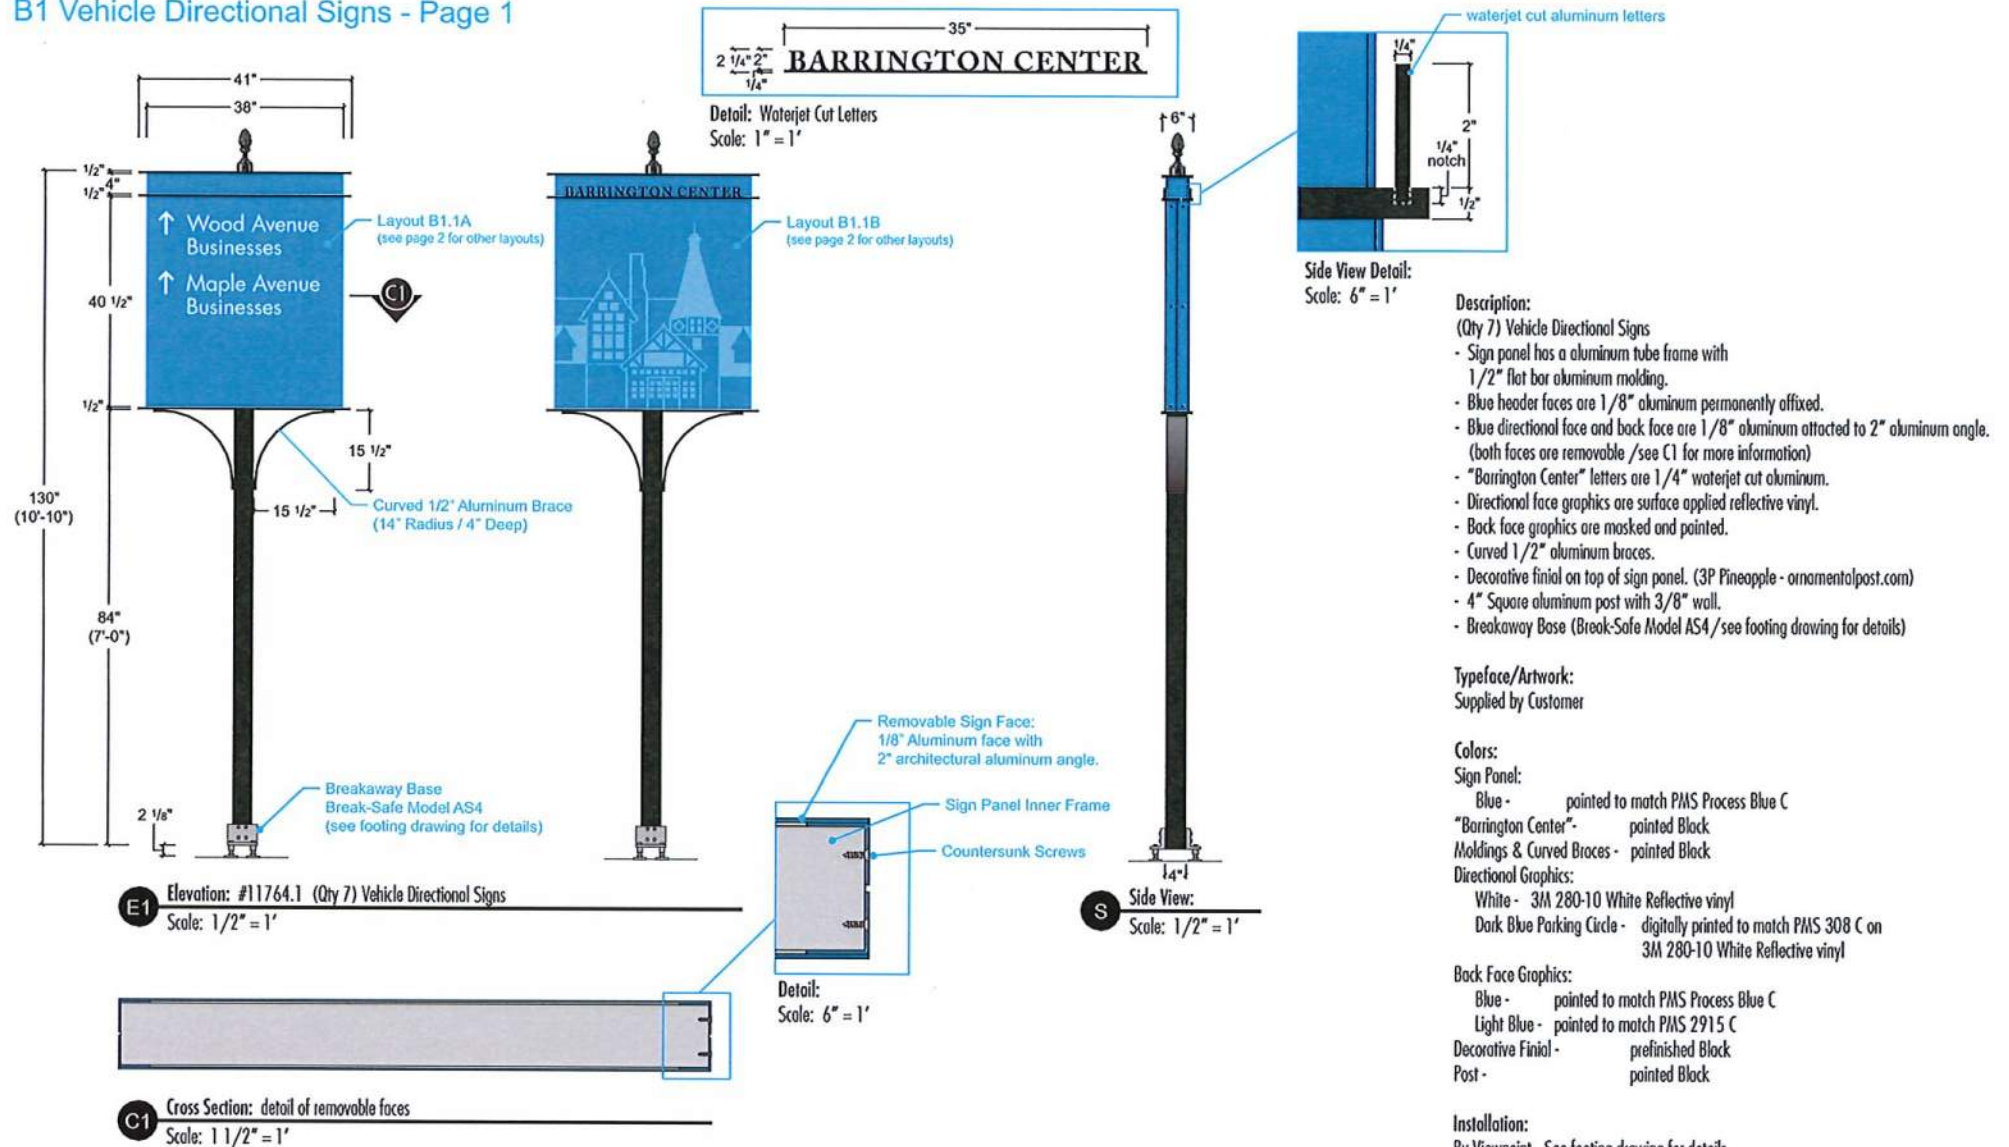 B1 Vehicle Directional Signs - Page 1
41"
38"
1/2"
4"
1/2"
40 1/2"
1/2"
130"
(10'-10")
84"
(7'-0")
2 1/8"
↑ Wood Avenue
Businesses
↑ Maple Avenue
Businesses
Layout B1.1A
(see page 2 for other layouts)
C1
15 1/2"
15 1/2"
Curved 1/2" Aluminum Brace
(14" Radius / 4" Deep)
Breakaway Base
Break-Safe Model AS4
(see footing drawing for details)
E1
Elevation: #11764.1 (Qty 7) Vehicle Directional Signs
Scale: 1/2" = 1'
BARRINGTON CENTER
Layout B1.1B
(see page 2 for other layouts)
35"
2 1/4" 2"
1/4"
BARRINGTON CENTER
Detail: Waterjet Cut Letters
Scale: 1" = 1'
6"
4"
S
Side View:
Scale: 1/2" = 1'
waterjet cut aluminum letters
1/4"
2"
1/4"
notch
1/2"
Side View Detail:
Scale: 6" = 1'
Removable Sign Face:
1/8" Aluminum face with
2" architectural aluminum angle.
Sign Panel Inner Frame
Countersunk Screws
Detail:
Scale: 6" = 1'
C1
Cross Section: detail of removable faces
Scale: 1 1/2" = 1'
Description:
(Qty 7) Vehicle Directional Signs
- Sign panel has a aluminum tube frame with
1/2" flat bar aluminum molding.
- Blue header faces are 1/8" aluminum permanently affixed.
- Blue directional face and back face are 1/8" aluminum attacted to 2" aluminum angle.
(both faces are removable /see C1 for more information)
- "Barrington Center" letters are 1/4" waterjet cut aluminum.
- Directional face graphics are surface applied reflective vinyl.
- Back face graphics are masked and painted.
- Curved 1/2" aluminum braces.
- Decorative finial on top of sign panel. (3P Pineapple - ornamentalpost.com)
- 4" Square aluminum post with 3/8" wall.
- Breakaway Base (Break-Safe Model AS4/see footing drawing for details)
Typeface/Artwork:
Supplied by Customer
Colors:
Sign Panel:
Blue - painted to match PMS Process Blue C
"Barrington Center"- painted Black
Moldings & Curved Braces - painted Black
Directional Graphics:
White - 3M 280-10 White Reflective vinyl
Dark Blue Parking Circle - digitally printed to match PMS 308 C on
3M 280-10 White Reflective vinyl
Back Face Graphics:
Blue - painted to match PMS Process Blue C
Light Blue - painted to match PMS 2915 C
Decorative Finial - prefinished Black
Post - painted Black
Installation:
By Viewpoint - See footing drawing for details